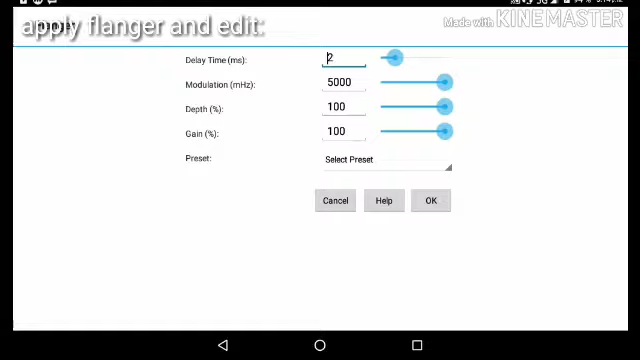 apply flanger and edit:
Made with KINEMASTER
Delay Time (ms): 2
Modulation (mHz): 5000
Depth (%): 100
Gain (%): 100
Preset: Select Preset
Cancel Help OK